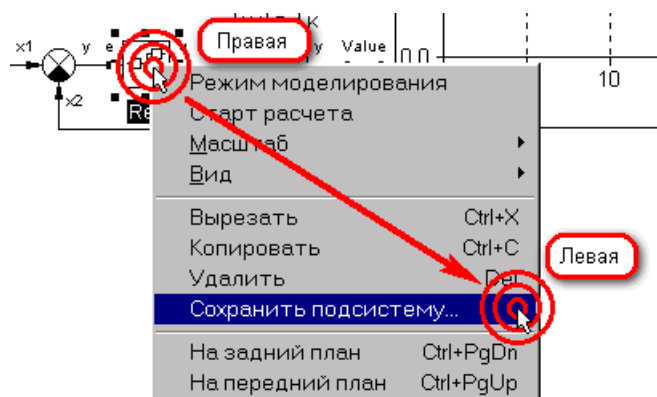 Правая
x1
y
e
y
Value
0.0
10
x2
Re
Режим моделирования
Старт расчета
Масштаб
Вид
Вырезать Ctrl+X
Копировать Ctrl+C
Левая
Удалить Del
Сохранить подсистему...
На задний план Ctrl+PgDn
На передний план Ctrl+PgUp